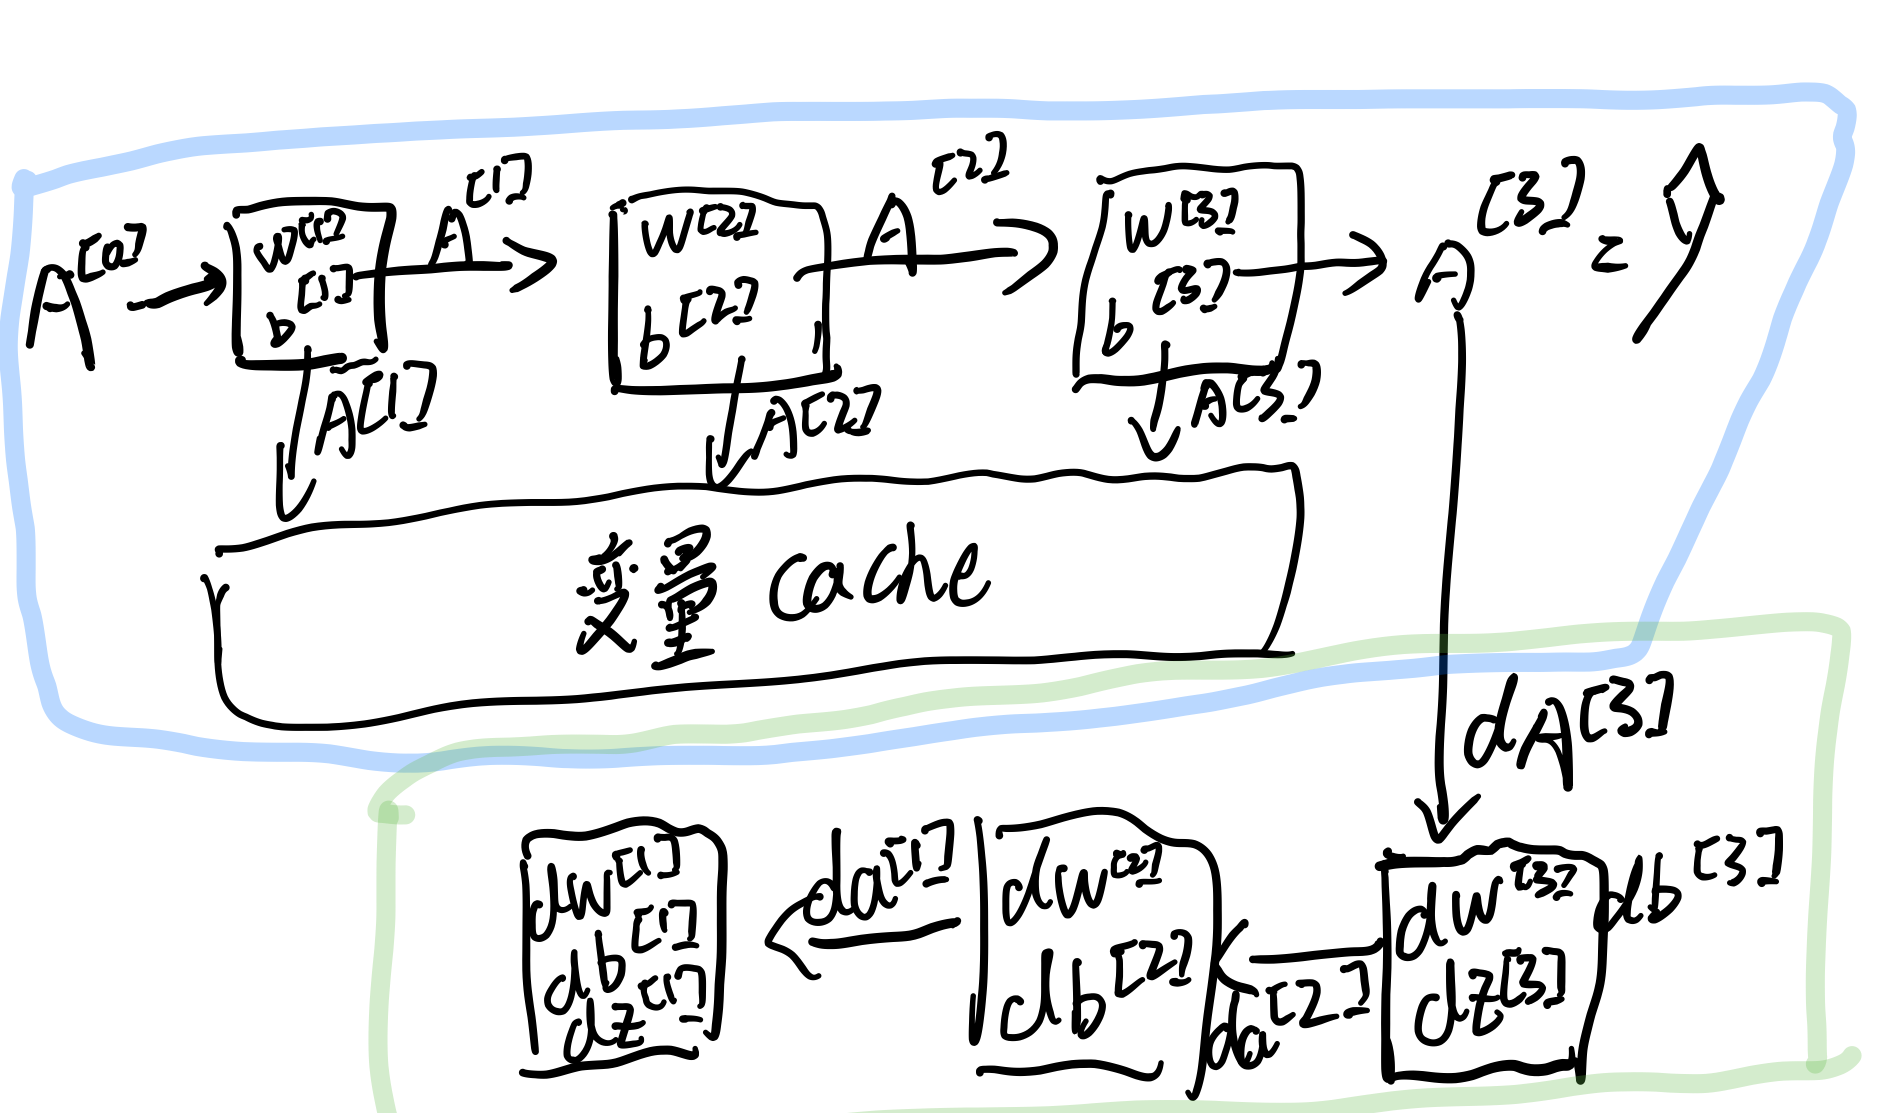 A[0] W[1] b[1] A[1] W[2] b[2] A[2] W[3] b[3] A[3] = ŷ
A[1] A[2] A[3]
变量 cache
dA[3]
dw[1] db[1] dz[1] da[1] dw[2] db[2] da[2] dw[3] dz[3] db[3]